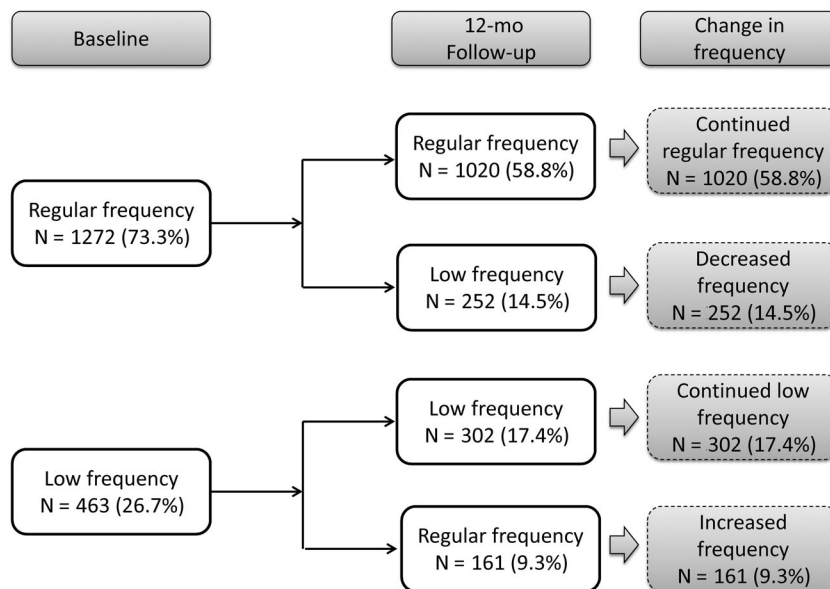 Baseline
12-mo
Follow-up
Change in
frequency
Regular frequency
N = 1272 (73.3%)
Regular frequency
N = 1020 (58.8%)
Continued
regular frequency
N = 1020 (58.8%)
Low frequency
N = 252 (14.5%)
Decreased
frequency
N = 252 (14.5%)
Low frequency
N = 463 (26.7%)
Low frequency
N = 302 (17.4%)
Continued low
frequency
N = 302 (17.4%)
Regular frequency
N = 161 (9.3%)
Increased
frequency
N = 161 (9.3%)